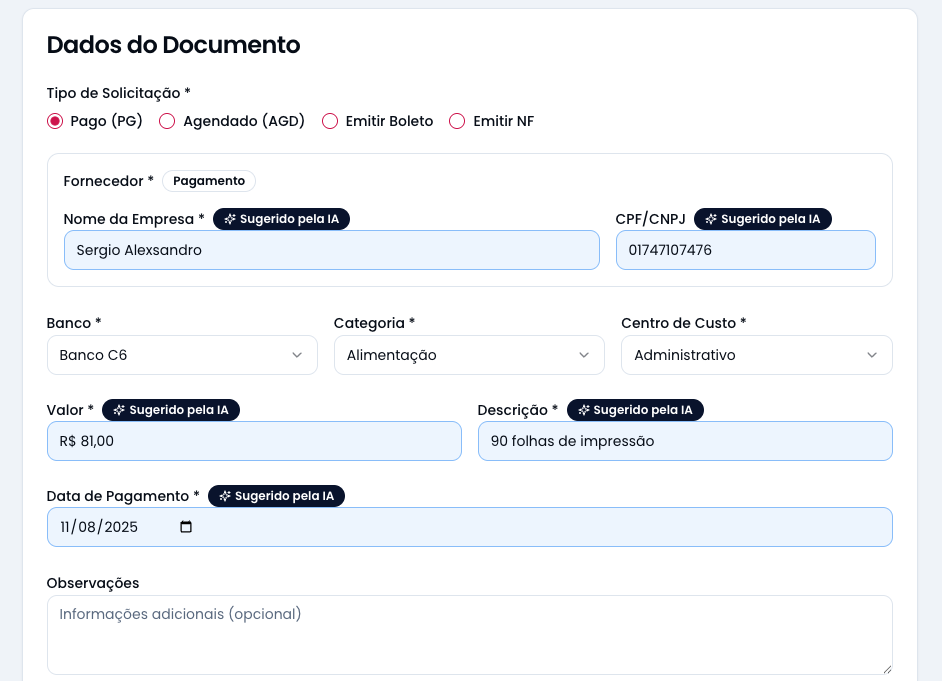 Dados do Documento
Tipo de Solicitação *
Pago (PG) Agendado (AGD) Emitir Boleto Emitir NF
Fornecedor * Pagamento
Nome da Empresa * Sugerido pela IA CPF/CNPJ Sugerido pela IA
Sergio Alexsandro 01747107476
Banco * Categoria * Centro de Custo *
Banco C6 Alimentação Administrativo
Valor * Sugerido pela IA Descrição * Sugerido pela IA
R$ 81,00 90 folhas de impressão
Data de Pagamento * Sugerido pela IA
11/08/2025
Observações
Informações adicionais (opcional)